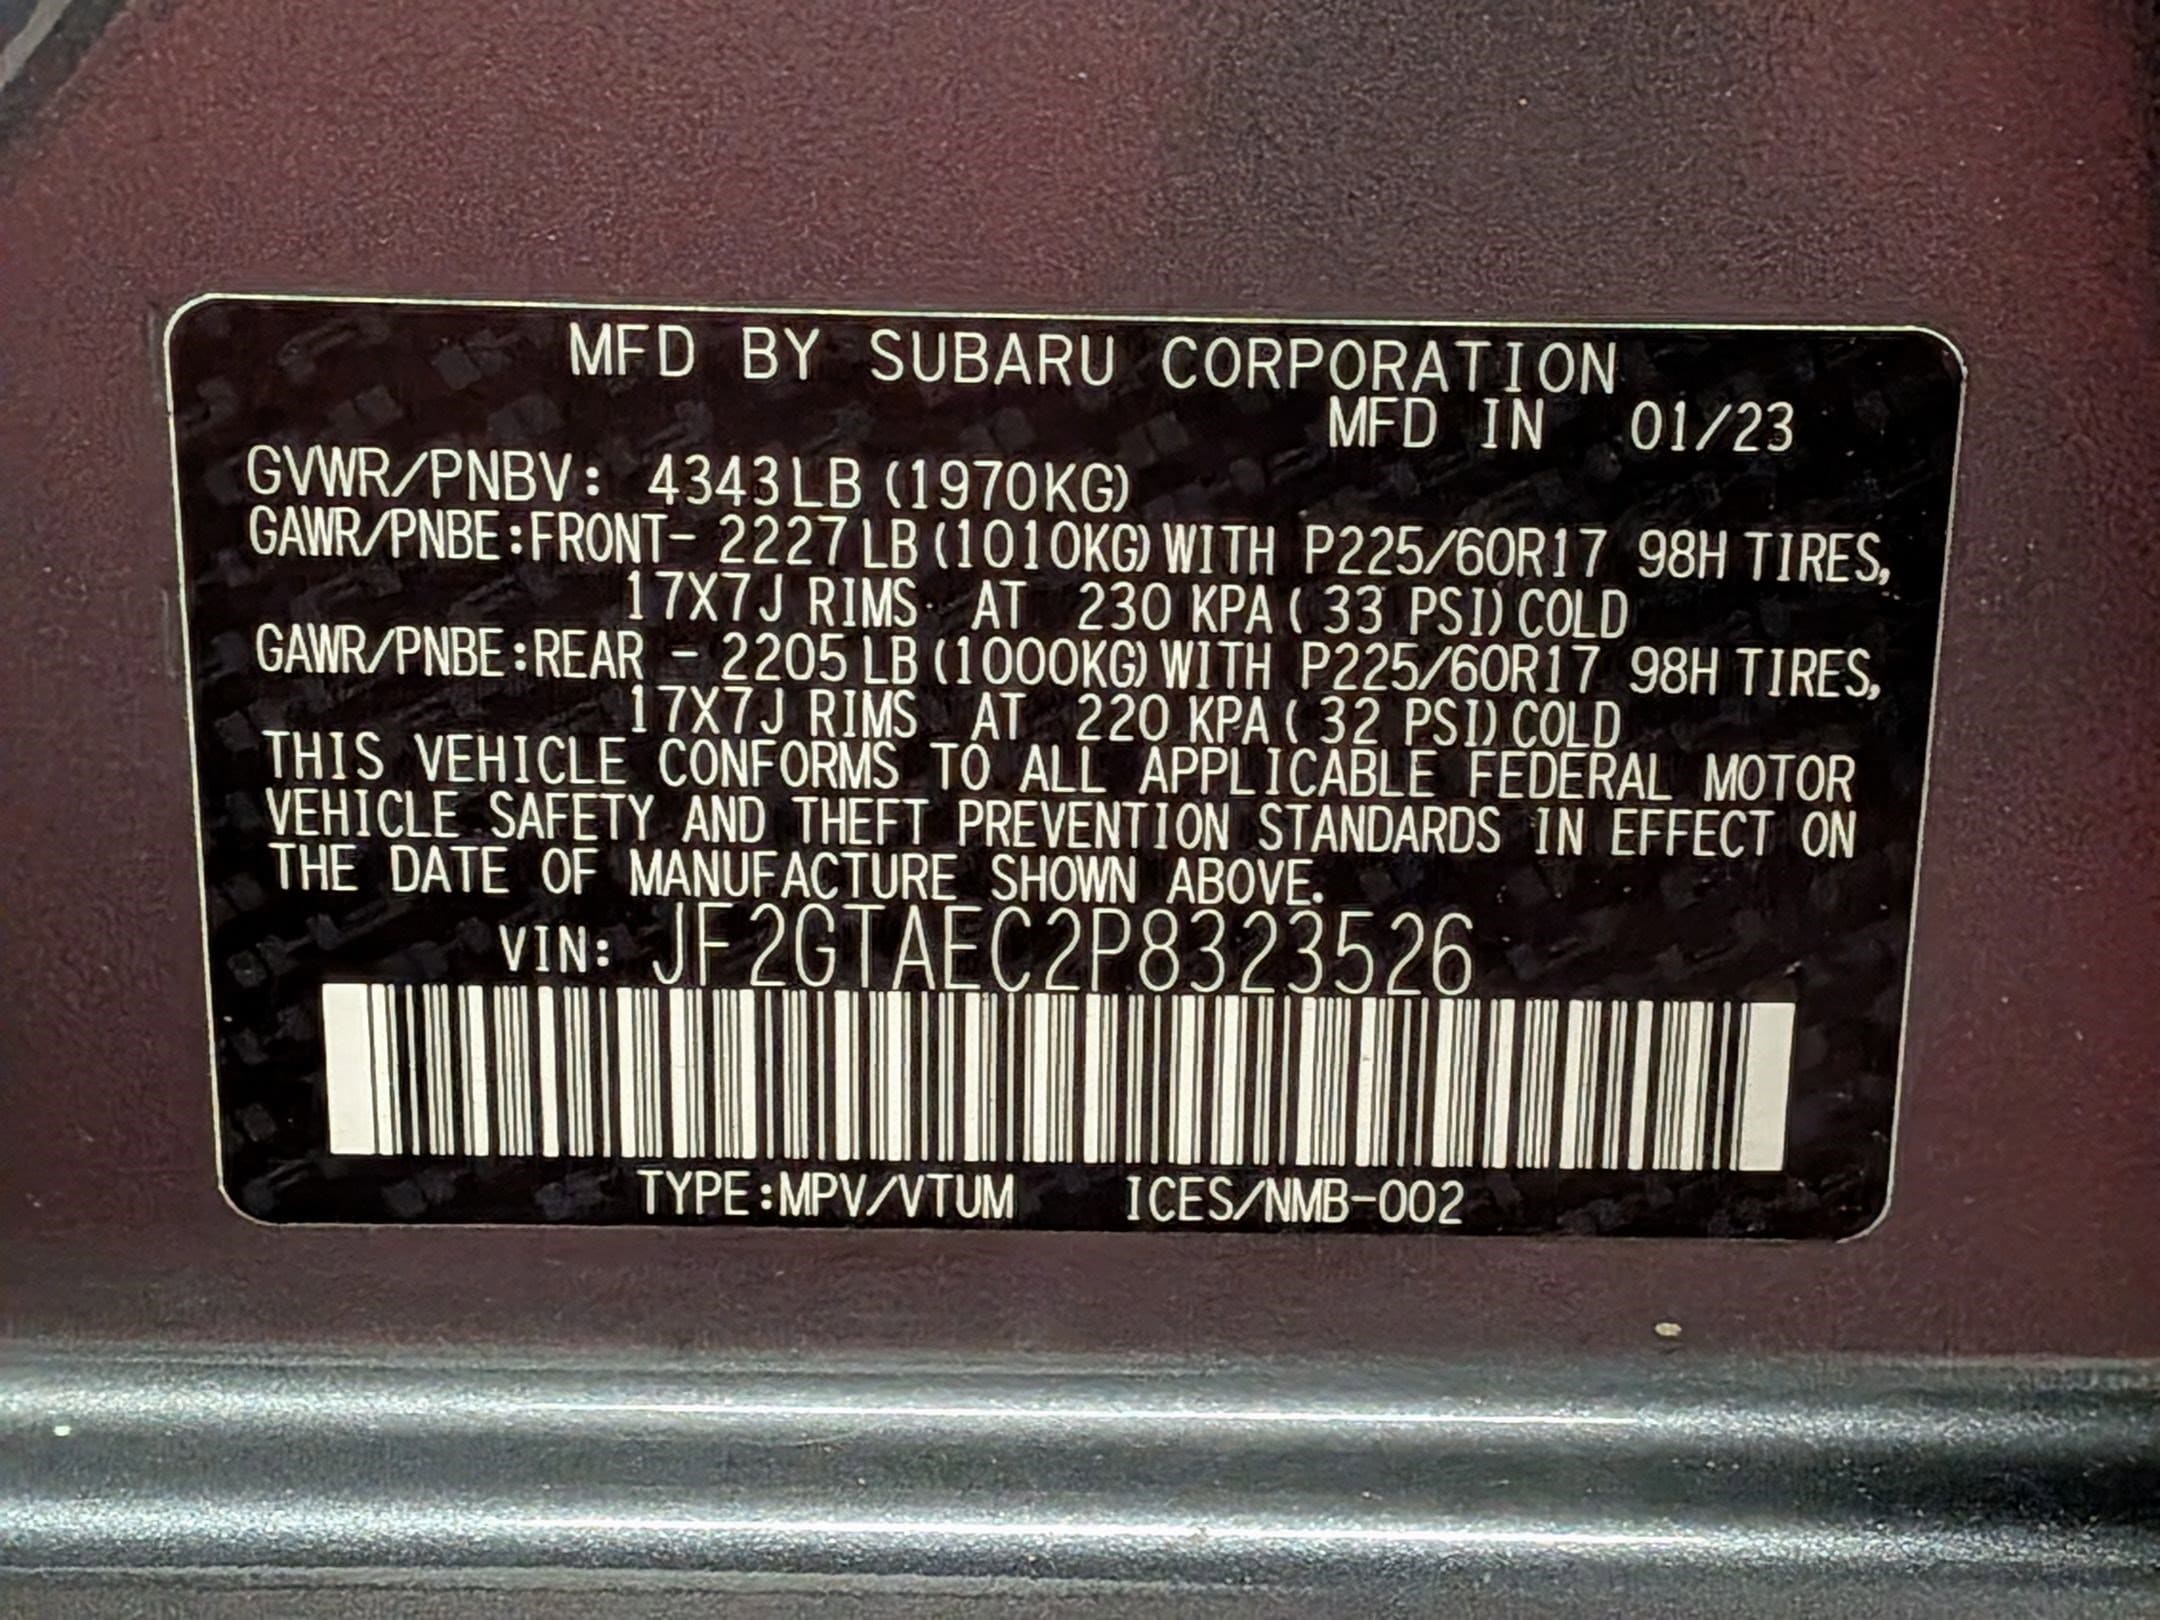 MFD BY SUBARU CORPORATION
MFD IN 01/23
GVWR/PNBV: 4343LB (1970KG)
GAWR/PNBE:FRONT- 2227LB (1010KG) WITH P225/60R17 98H TIRES,
17X7J RIMS AT 230 KPA ( 33 PSI) COLD
GAWR/PNBE:REAR - 2205LB (1000KG) WITH P225/60R17 98H TIRES,
17X7J RIMS AT 220 KPA ( 32 PSI) COLD
THIS VEHICLE CONFORMS TO ALL APPLICABLE FEDERAL MOTOR
VEHICLE SAFETY AND THEFT PREVENTION STANDARDS IN EFFECT ON
THE DATE OF MANUFACTURE SHOWN ABOVE.
VIN: JF2GTAEC2P8323526
TYPE:MPV/VTUM ICES/NMB-002